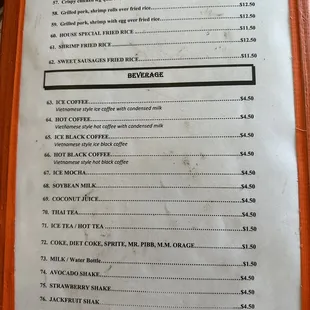 57. Crispy
$12.50
58. Grilled pork, shrimp rolls over fried rice...$12.50
59. Grilled pork, shrimp with egg over fried rice...$12.50
60. HOUSE SPECIAL FRIED RICE...$11.50
61. SHRIMP FRIED RICE...$12.50
62. SWEET SAUSAGES FRIED RICE...$11.50
BEVERAGE
63. ICE COFFEE...$4.50
Vietnamese style ice coffee with condensed milk
64. HOT COFFEE...$4.50
Vietnamese style hot coffee with condensed milk
65. ICE BLACK COFFEE...$4.50
Vietnamese style ice black coffee
66. HOT BLACK COFFEE...$4.50
Vietnamese style hot black coffee
67. ICE MOCHA...$4.50
68. SOYBEAN MILK...$4.50
69. COCONUT JUICE...$4.50
70. THAI TEA...$4.50
71. ICE TEA / HOT TEA...$1.50
72. COKE, DIET COKE, SPRITE, MR. PIBB, M.M. ORAGE...$1.50
73. MILK / Water Bottle...$1.50
74. AVOCADO SHAKE...$4.50
75. STRAWBERRY SHAKE...$4.50
76. JACKFRUIT SHAK...$4.50